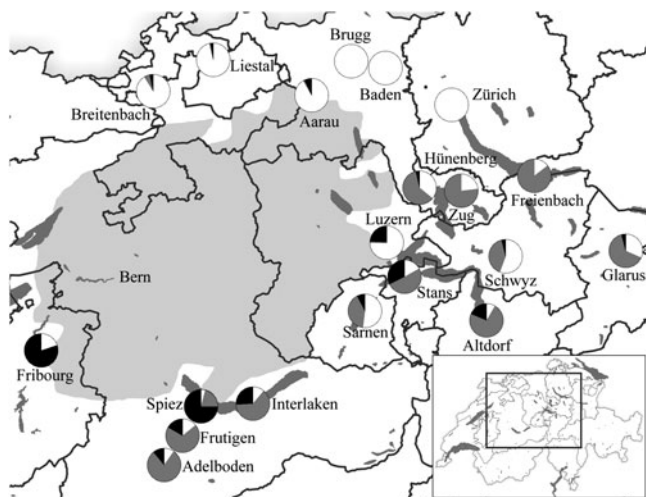 Brugg
Liestal
Baden
Breitenbach
Aarau
Zürich
Hünenberg
Zug
Freienbach
Luzern
Bern
Stans
Schwyz
Glarus
Sarnen
Altdorf
Fribourg
Spiez
Interlaken
Frutigen
Adelboden